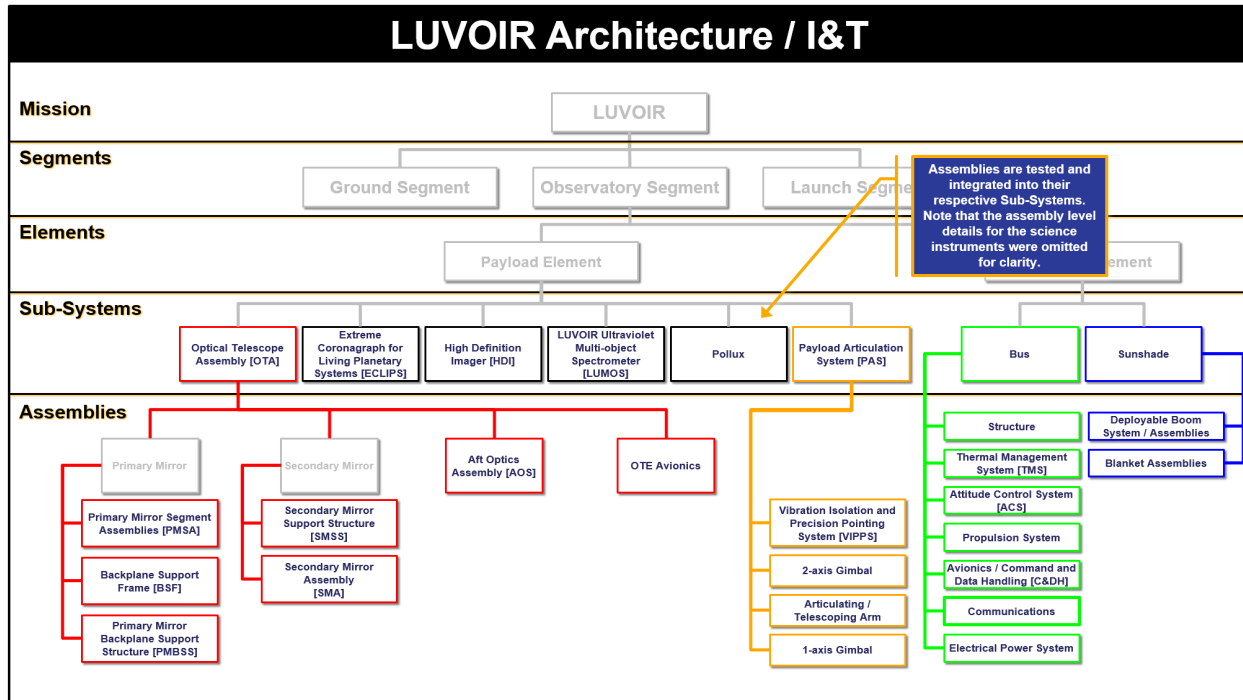 LUVOIR Architecture / I&T
Mission
LUVOIR
Segments
Ground Segment
Observatory Segment
Launch Segm
Assemblies are tested and
integrated into their
respective Sub-Systems.
Note that the assembly level
details for the science
instruments were omitted
for clarity.
Elements
Payload Element
ement
Sub-Systems
Optical Telescope
Assembly [OTA]
Extreme
Coronagraph for
Living Planetary
Systems [ECLIPS]
High Definition
Imager [HDI]
LUVOIR Ultraviolet
Multi-object
Spectrometer
[LUMOS]
Pollux
Payload Articulation
System [PAS]
Bus
Sunshade
Assemblies
Primary Mirror
Secondary Mirror
Aft Optics
Assembly [AOS]
OTE Avionics
Primary Mirror Segment
Assemblies [PMSA]
Backplane Support
Frame [BSF]
Primary Mirror
Backplane Support
Structure [PMBSS]
Secondary Mirror
Support Structure
[SMSS]
Secondary Mirror
Assembly
[SMA]
Vibration Isolation and
Precision Pointing
System [VIPPS]
2-axis Gimbal
Articulating /
Telescoping Arm
1-axis Gimbal
Structure
Thermal Management
System [TMS]
Attitude Control System
[ACS]
Propulsion System
Avionics / Command and
Data Handling [C&DH]
Communications
Electrical Power System
Deployable Boom
System / Assemblies
Blanket Assemblies